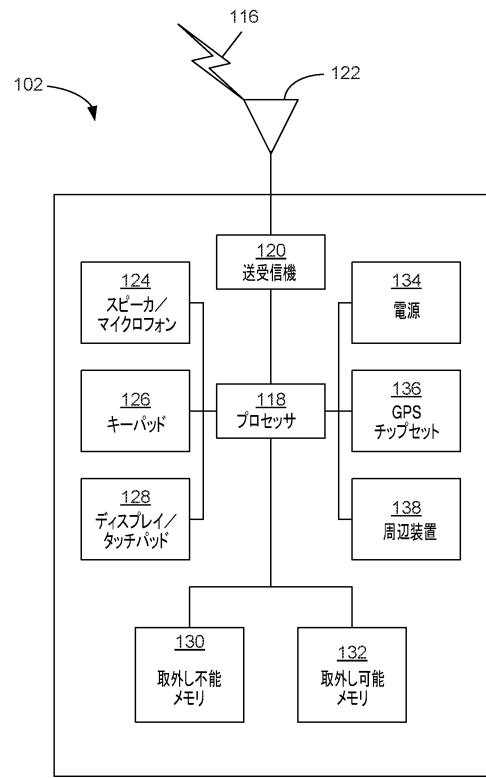 116
122
102
120
送受信機
124
スピーカ／
マイクロフォン
134
電源
126
キーパッド
118
プロセッサ
136
GPS
チップセット
128
ディスプレイ／
タッチパッド
138
周辺装置
130
取外し不能
メモリ
132
取外し可能
メモリ